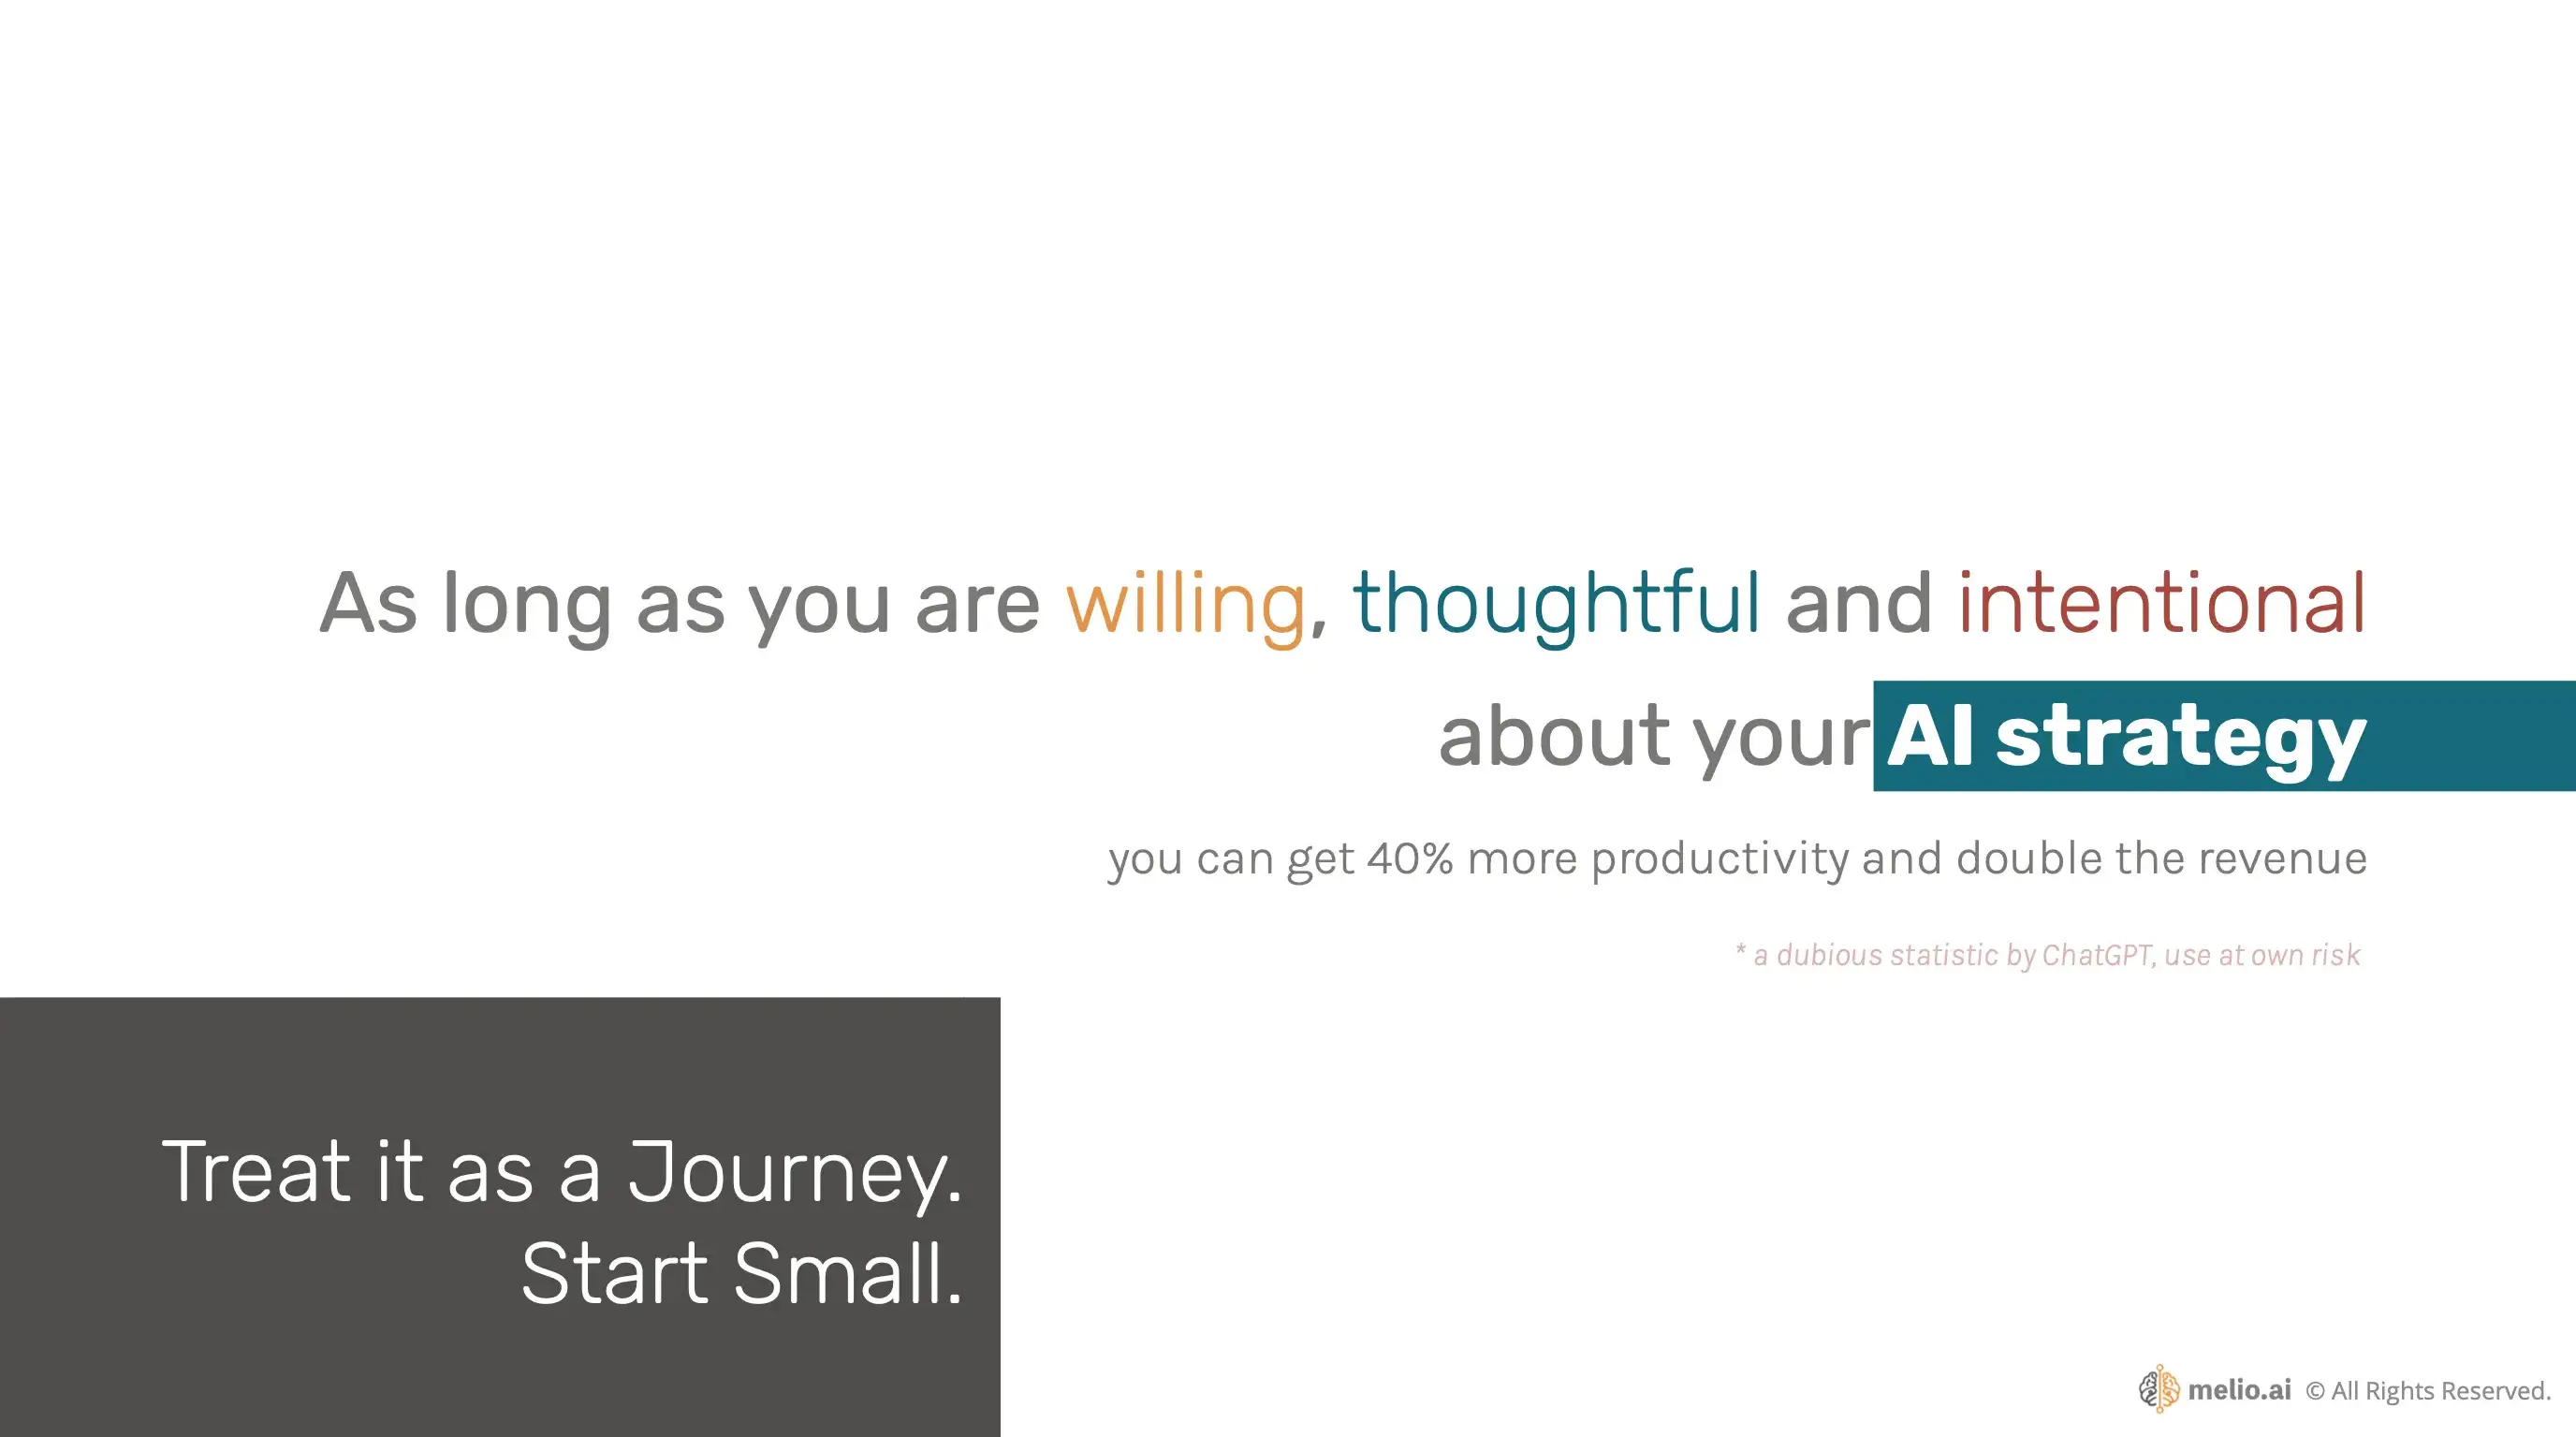 As long as you are willing, thoughtful and intentional
about your AI strategy
you can get 40% more productivity and double the revenue
* a dubious statistic by ChatGPT, use at own risk
Treat it as a Journey.
Start Small.
melio.ai © All Rights Reserved.